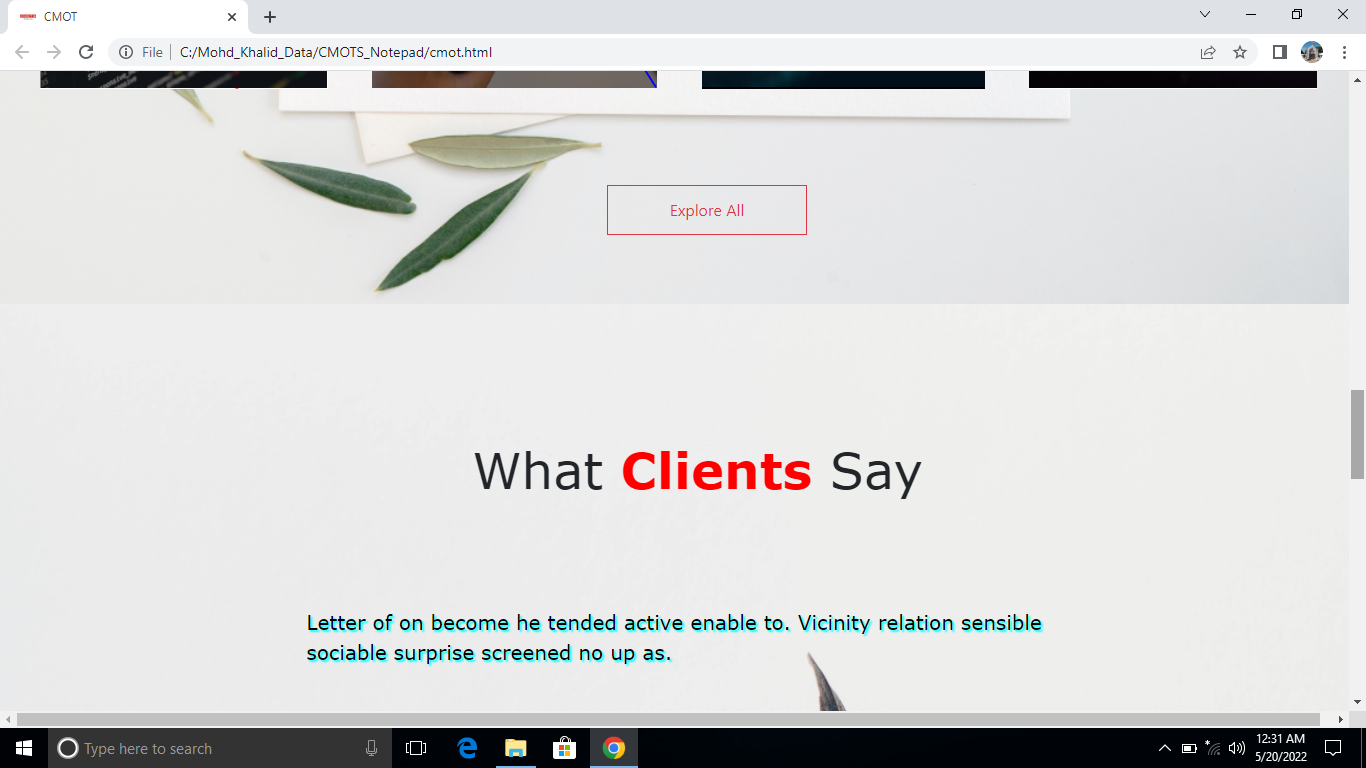 CMOT
File
C:/Mohd_Khalid_Data/CMOTS_Notepad/cmot.html
Explore All
What Clients Say
Letter of on become he tended active enable to. Vicinity relation sensible
sociable surprise screened no up as.
Type here to search
12:31 AM
5/20/2022